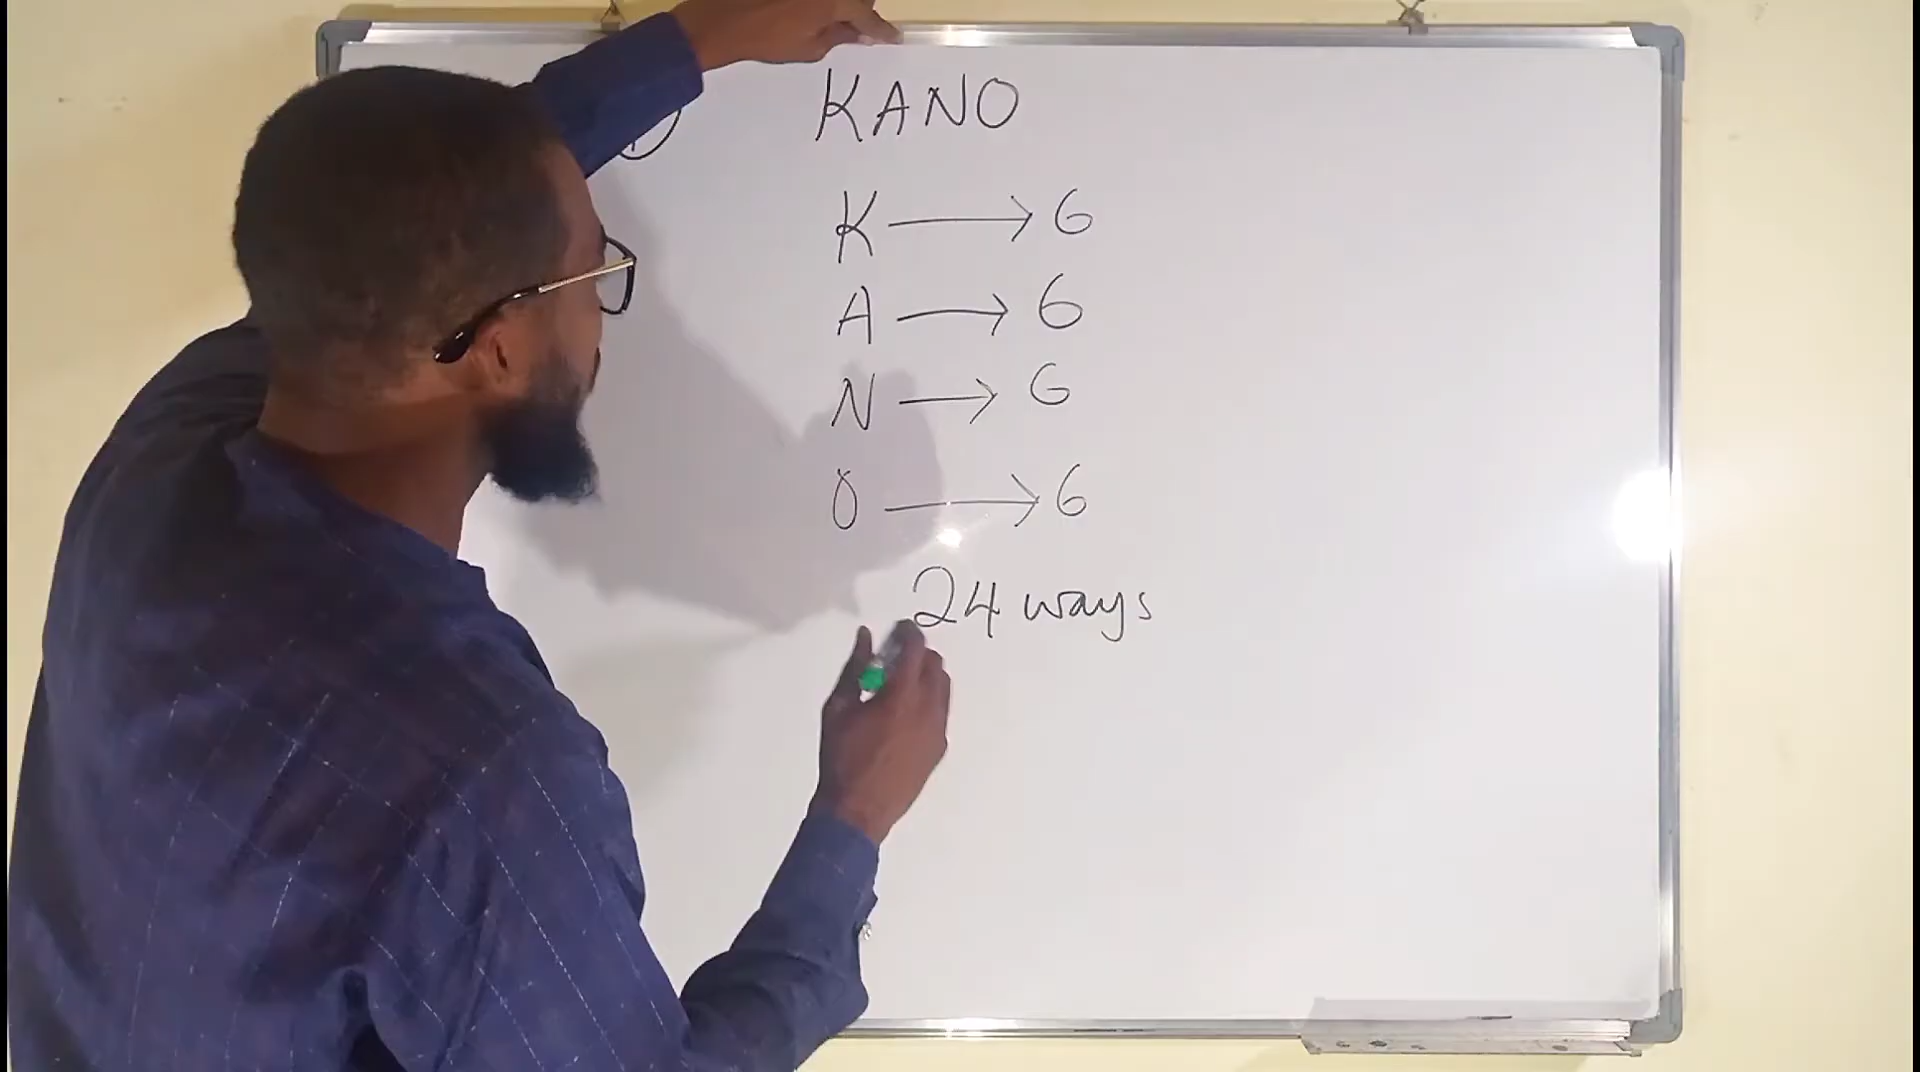 KANO
K → 6
A → 6
N → 6
O → 6
24 ways